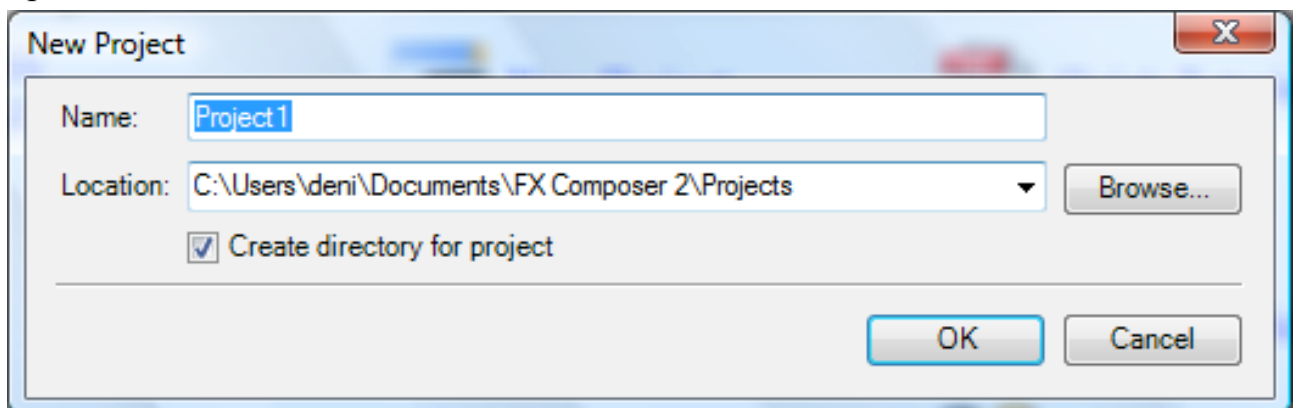 New Project
Name: Project1
Location: C:\Users\deni\Documents\FX Composer 2\Projects Browse...
Create directory for project
OK Cancel